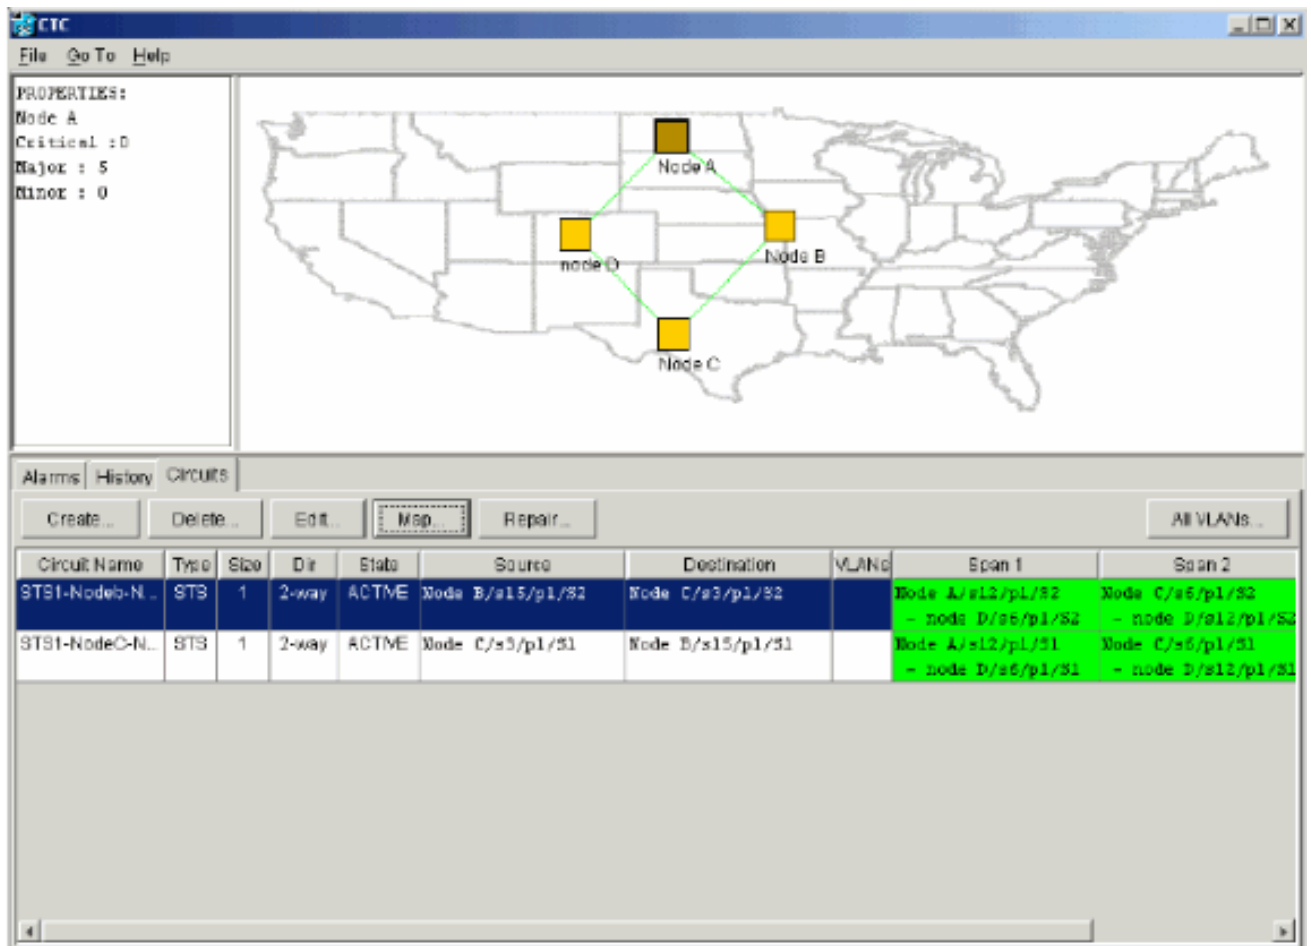 CTC
File Go To Help
PROPERTIES:
Node A
Critical :0
Major : 5
Minor : 0
Node A
node D
Node B
Node C
Alarms History Circuits
Create... Delete... Edit... Map... Repair... All VLANs...
Circuit Name Type Size Dir State Source Destination VLANs Span 1 Span 2
STS1-Nodeb-N... STS 1 2-way ACTIVE Node B/s15/p1/S2 Node C/s3/p1/S2 Node A/s12/p1/S2 Node C/s6/p1/S2
- node D/s6/p1/S2 - node D/s12/p1/S2
STS1-NodeC-N... STS 1 2-way ACTIVE Node C/s3/p1/S1 Node B/s15/p1/S1 Node A/s12/p1/S1 Node C/s6/p1/S1
- node D/s6/p1/S1 - node D/s12/p1/S1